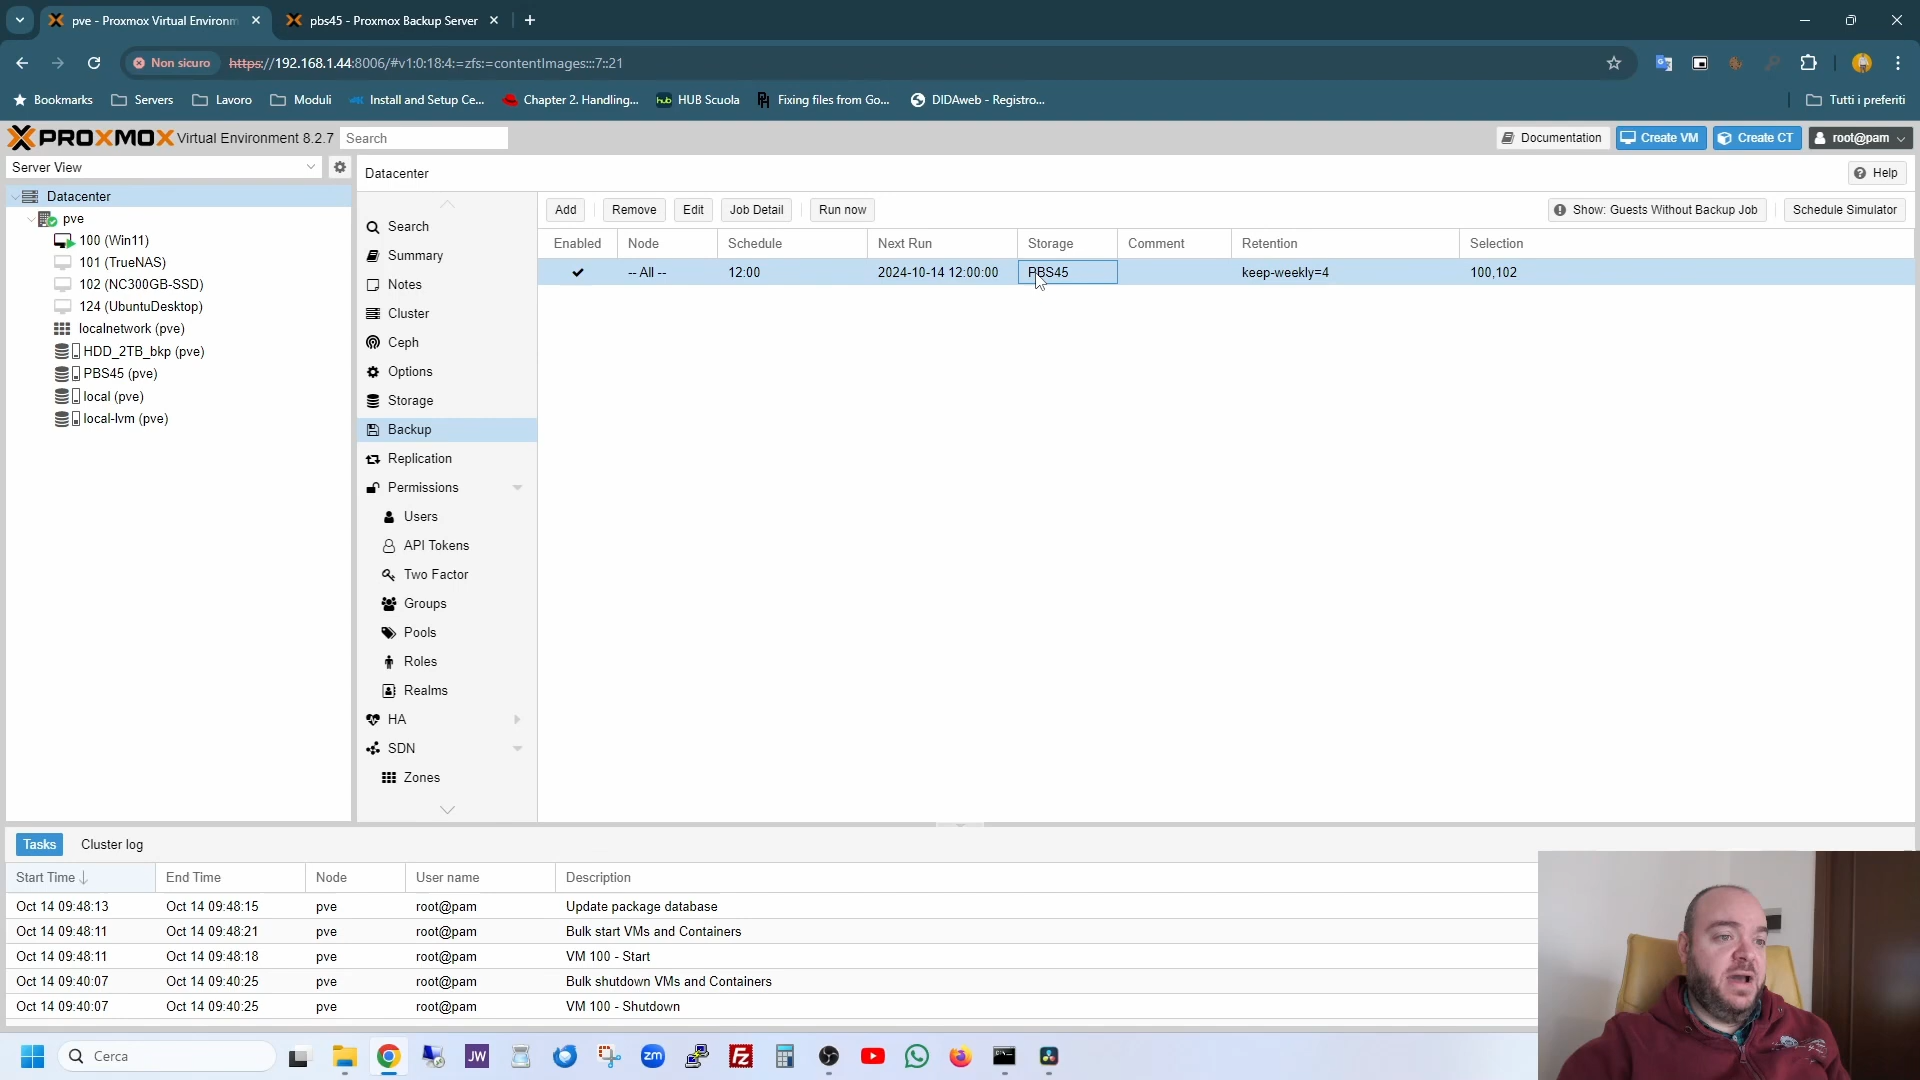 pve - Proxmox Virtual Environm
pbs45 - Proxmox Backup Server
Non sicuro
https://192.168.1.44:8006/#v1:0:18:4:=zfs:=contentImages:::7::21
Bookmarks
Servers
Lavoro
Moduli
Install and Setup Ce...
Chapter 2. Handling...
HUB Scuola
Fixing files from Go...
DIDAweb - Registro...
Tutti i preferiti
PROXMOX Virtual Environment 8.2.7
Search
Documentation
Create VM
Create CT
root@pam
Server View
Datacenter
Help
Datacenter
pve
100 (Win11)
101 (TrueNAS)
102 (NC300GB-SSD)
124 (UbuntuDesktop)
localnetwork (pve)
HDD_2TB_bkp (pve)
PBS45 (pve)
local (pve)
local-lvm (pve)
Search
Summary
Notes
Cluster
Ceph
Options
Storage
Backup
Replication
Permissions
Users
API Tokens
Two Factor
Groups
Pools
Roles
Realms
HA
SDN
Zones
Add
Remove
Edit
Job Detail
Run now
Show: Guests Without Backup Job
Schedule Simulator
Enabled Node Schedule Next Run Storage Comment Retention Selection
-- All -- 12:00 2024-10-14 12:00:00 PBS45 keep-weekly=4 100,102
Tasks
Cluster log
Start Time End Time Node User name Description
Oct 14 09:48:13 Oct 14 09:48:15 pve root@pam Update package database
Oct 14 09:48:11 Oct 14 09:48:21 pve root@pam Bulk start VMs and Containers
Oct 14 09:48:11 Oct 14 09:48:18 pve root@pam VM 100 - Start
Oct 14 09:40:07 Oct 14 09:40:25 pve root@pam Bulk shutdown VMs and Containers
Oct 14 09:40:07 Oct 14 09:40:25 pve root@pam VM 100 - Shutdown
Cerca
JW
zm
FZ